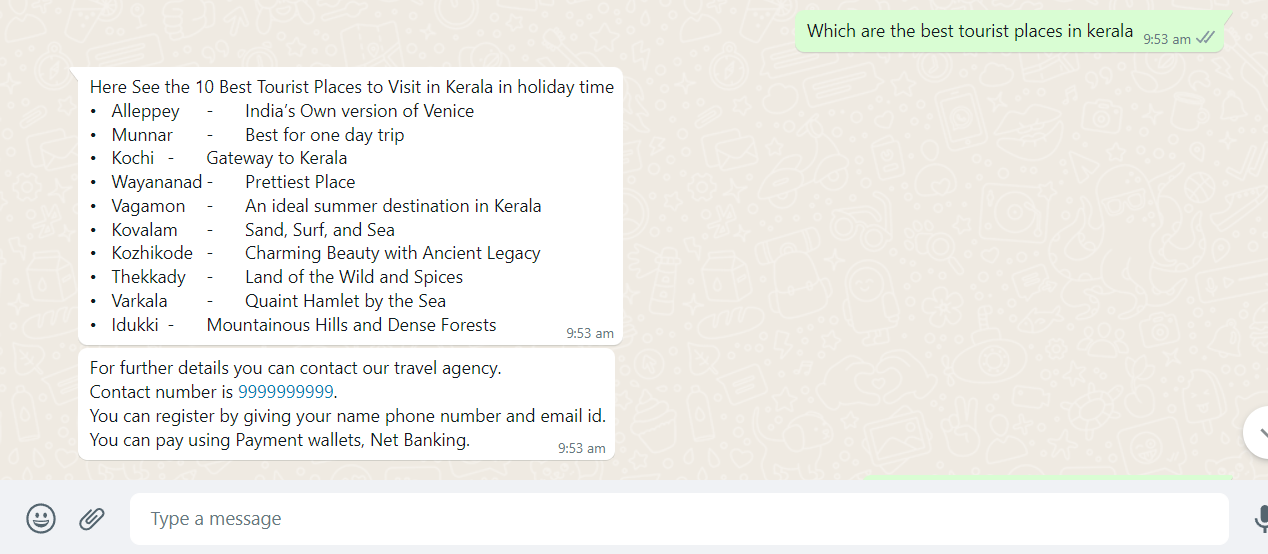 Which are the best tourist places in kerala 9:53 am
Here See the 10 Best Tourist Places to Visit in Kerala in holiday time
• Alleppey - India’s Own version of Venice
• Munnar - Best for one day trip
• Kochi - Gateway to Kerala
• Wayananad - Prettiest Place
• Vagamon - An ideal summer destination in Kerala
• Kovalam - Sand, Surf, and Sea
• Kozhikode - Charming Beauty with Ancient Legacy
• Thekkady - Land of the Wild and Spices
• Varkala - Quaint Hamlet by the Sea
• Idukki - Mountainous Hills and Dense Forests
9:53 am
For further details you can contact our travel agency.
Contact number is 9999999999.
You can register by giving your name phone number and email id.
You can pay using Payment wallets, Net Banking.
9:53 am
Type a message